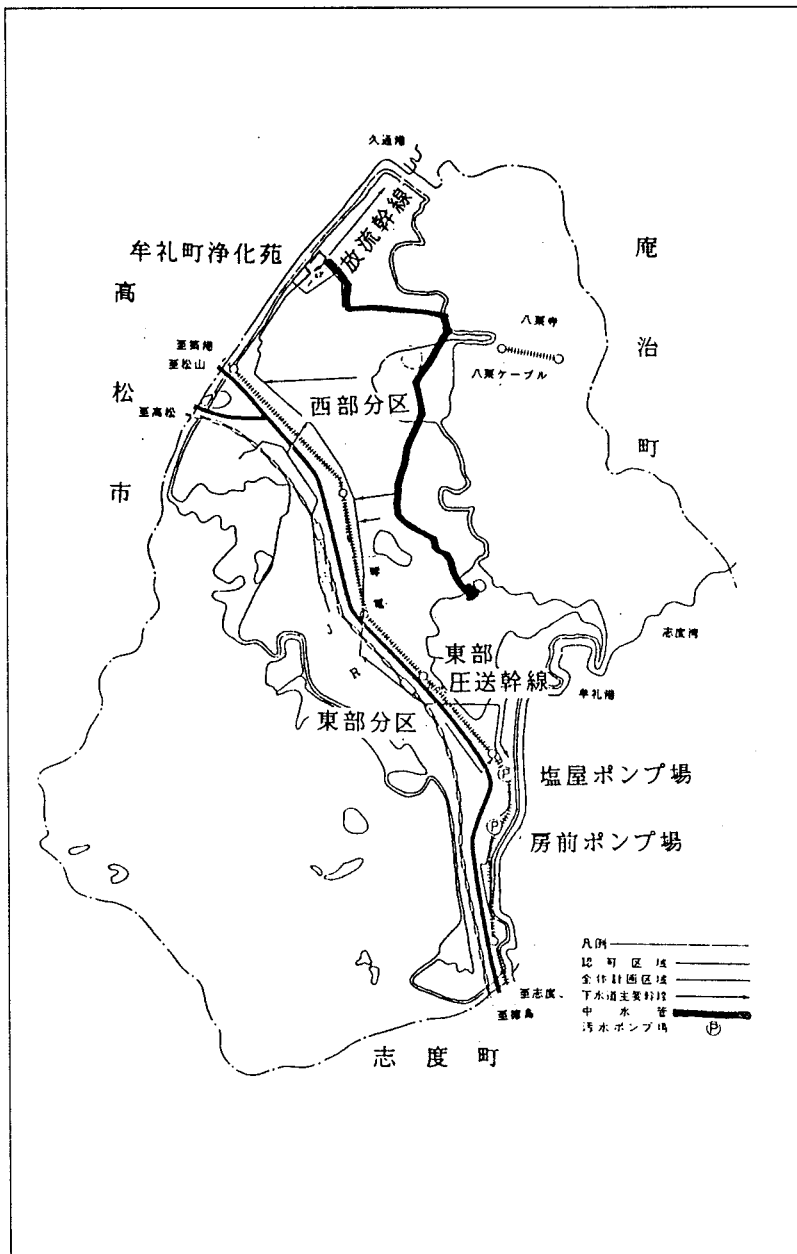 久通港
放流幹線
牟礼町浄化苑
庵治町
高松市
八栗寺
八栗ケーブル
至松山
西部分区
至高松
志度湾
東部
圧送幹線
牟礼港
JR
東部分区
塩屋ポンプ場
P
P
房前ポンプ場
凡例
認可区域
全体計画区域
下水道主要幹線
中水管
汚水ポンプ場 P
至志度
至徳島
志度町